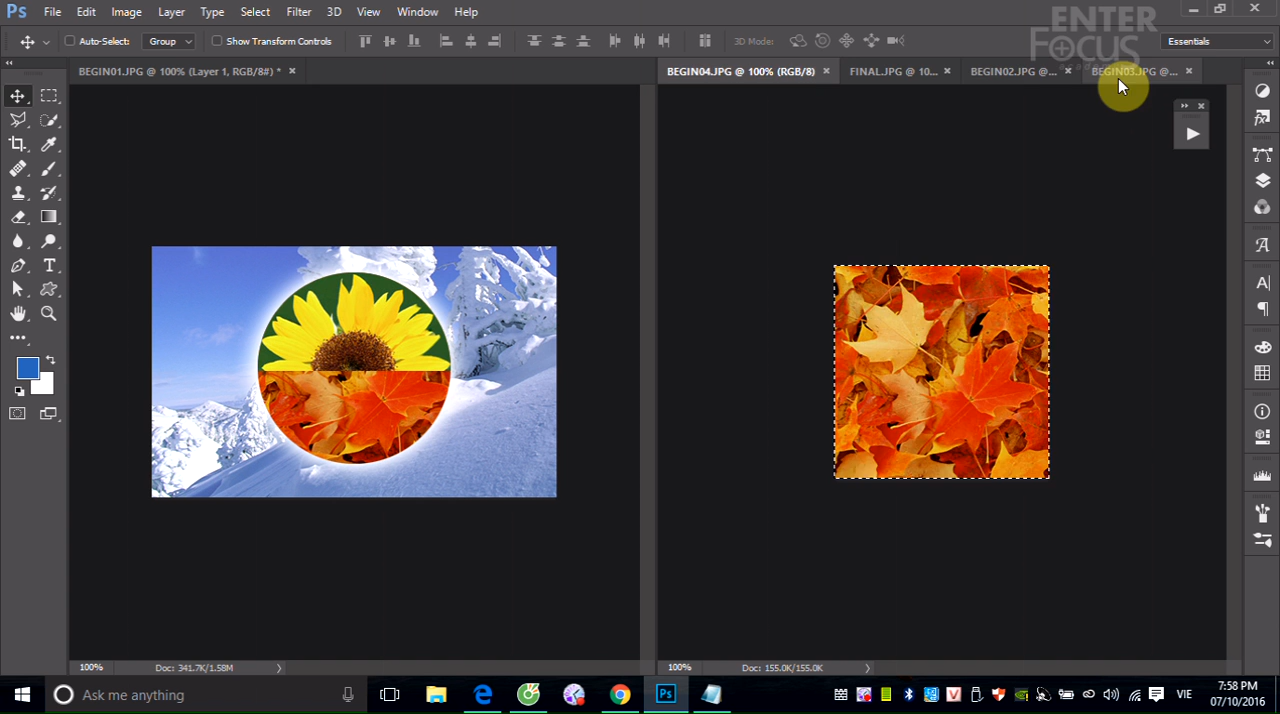 Ps File Edit Image Layer Type Select Filter 3D View Window Help
ENTER
FOCUS
Auto-Select: Group Show Transform Controls 3D Mode: Essentials
BEGIN01.JPG @ 100% (Layer 1, RGB/8#) * × BEGIN04.JPG @ 100% (RGB/8) × FINAL.JPG @ 10... × BEGIN02.JPG @... × BEGIN03.JPG @... ×
T
A
A
100% Doc: 341.7K/1.58M 100% Doc: 155.0K/155.0K
Ask me anything Ps V VIE 7:58 PM
07/10/2016